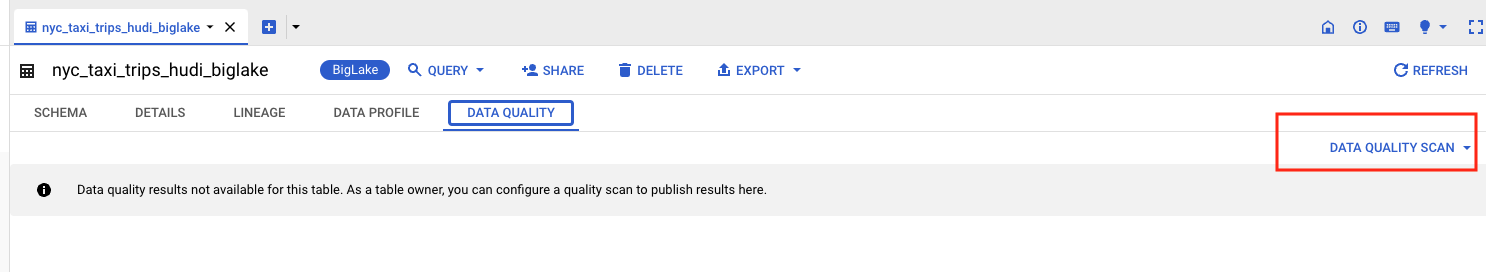 nyc_taxi_trips_hudi_biglake
nyc_taxi_trips_hudi_biglake BigLake QUERY SHARE DELETE EXPORT REFRESH
SCHEMA DETAILS LINEAGE DATA PROFILE DATA QUALITY
DATA QUALITY SCAN
Data quality results not available for this table. As a table owner, you can configure a quality scan to publish results here.